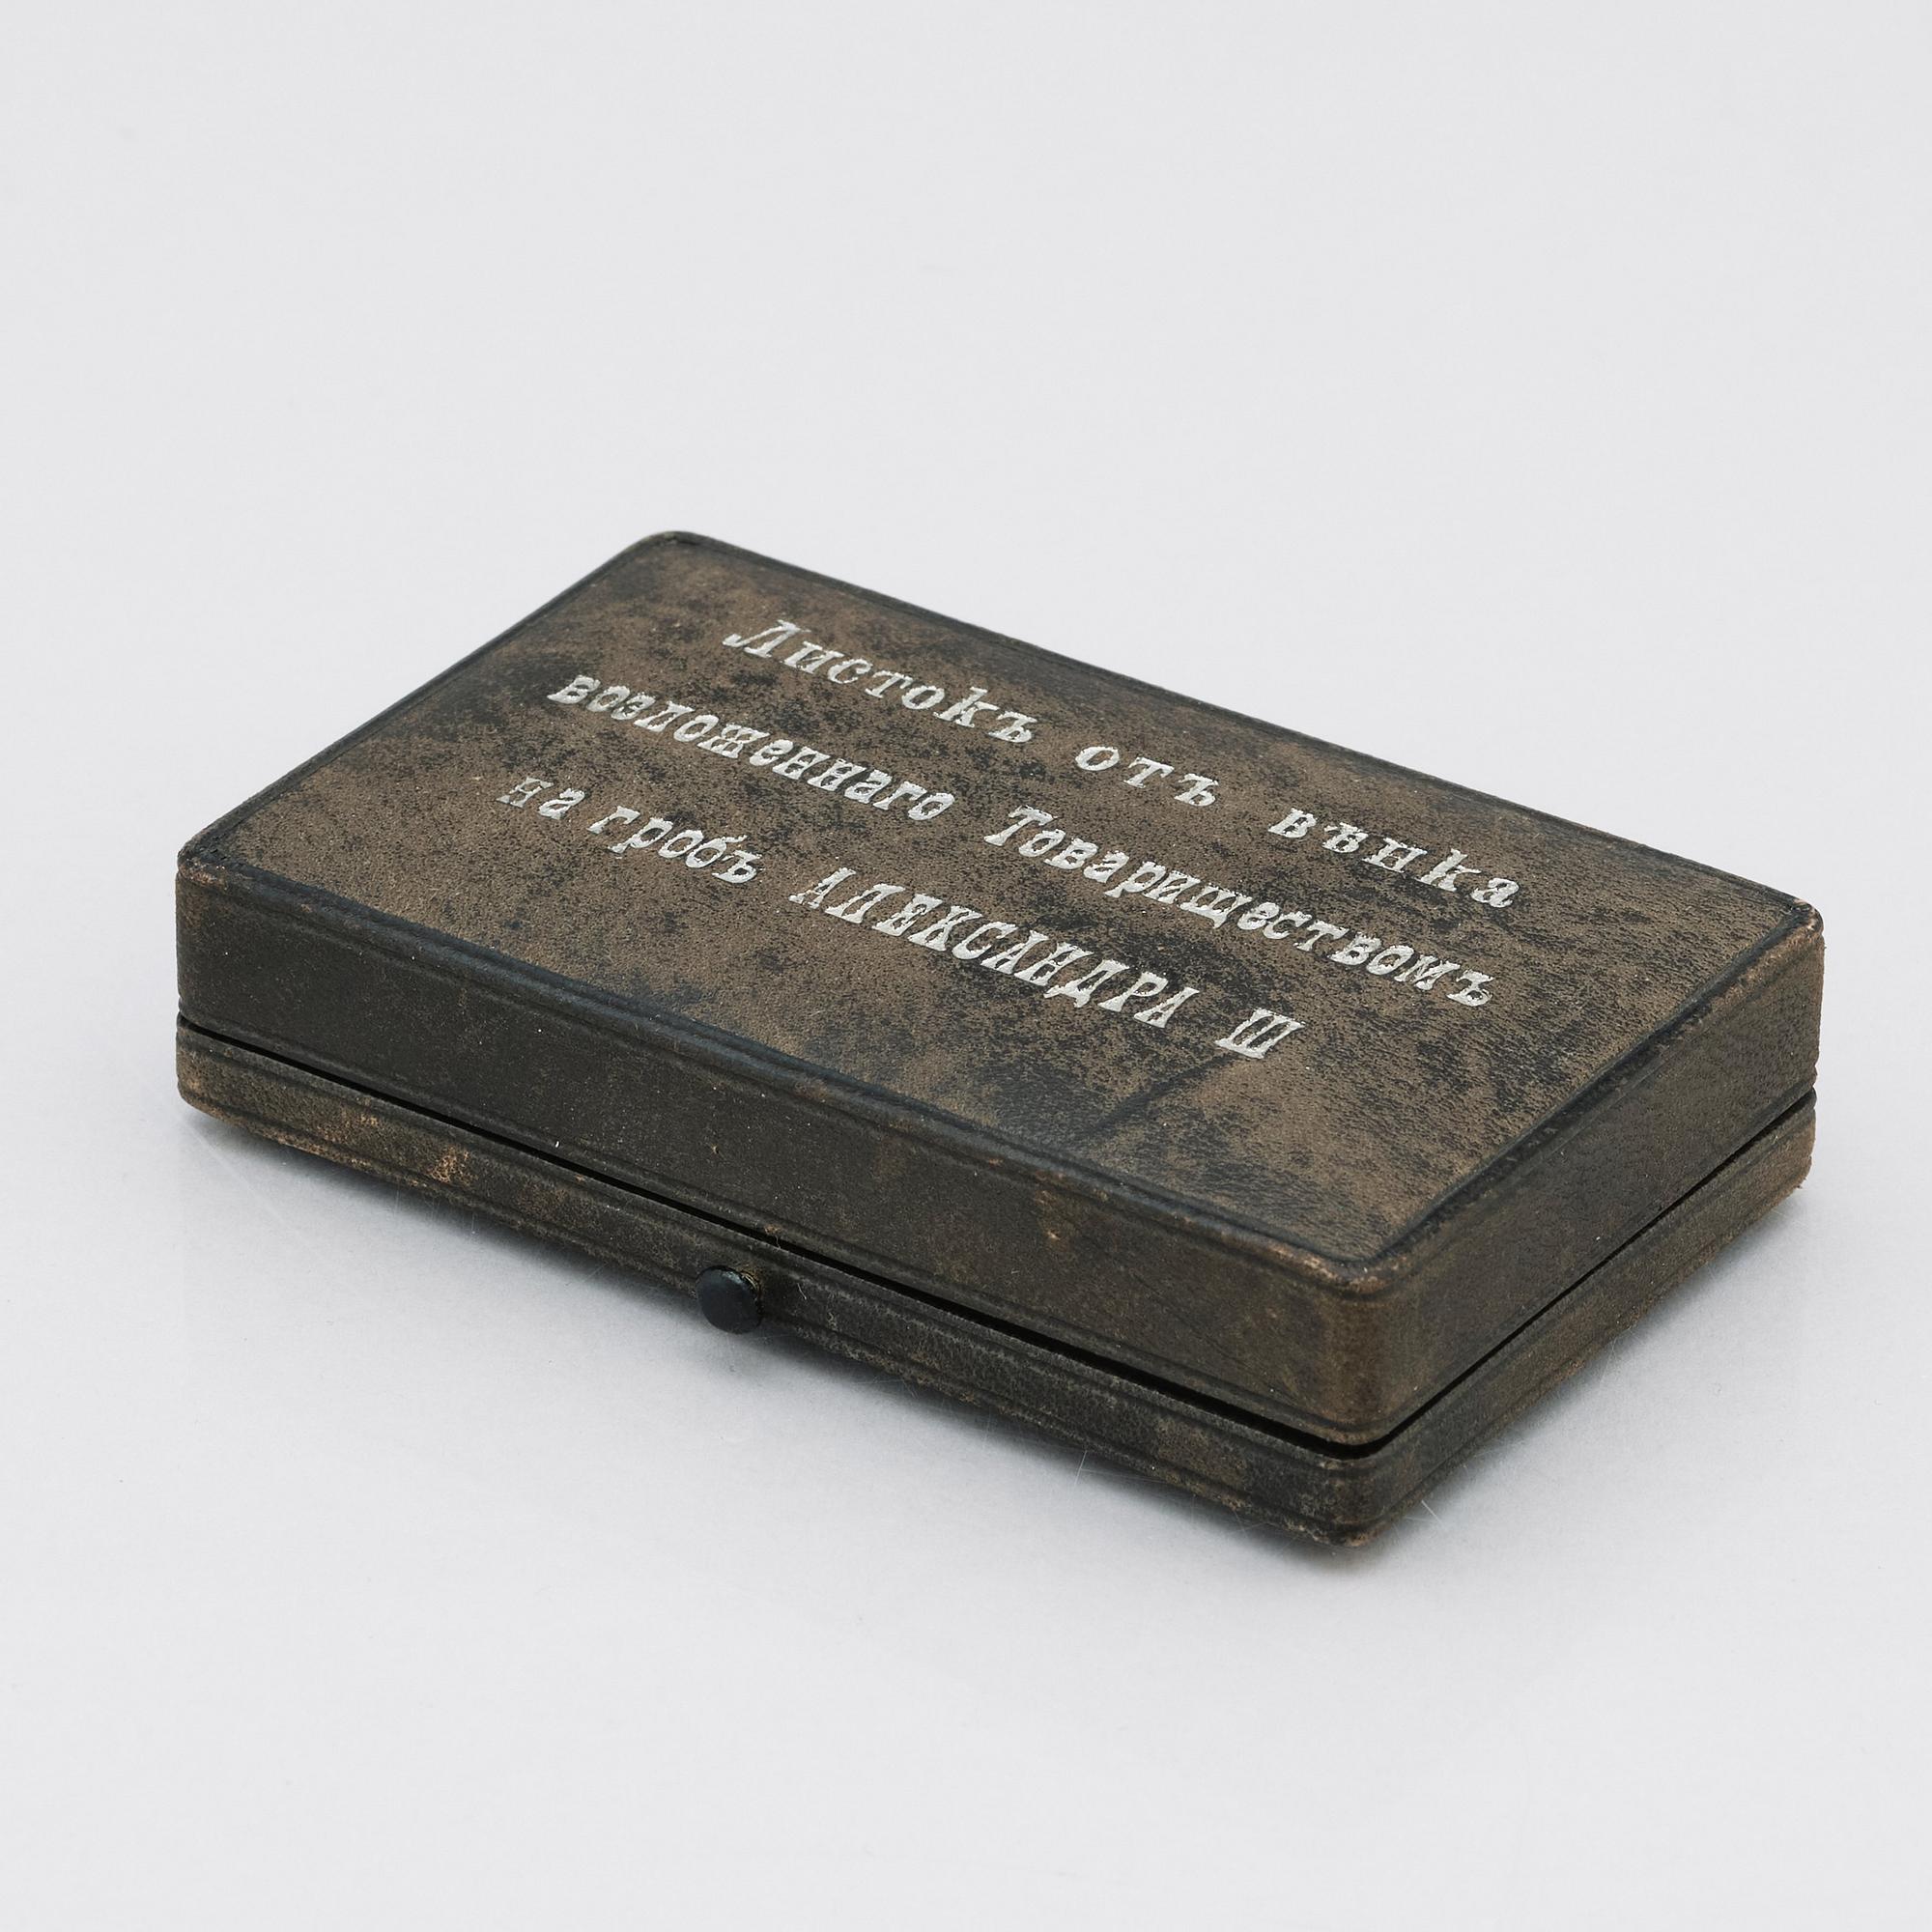 Листокъ отъ вѣнка
возложеннаго Товариществомъ
на гробъ АЛЕКСАНДРА III